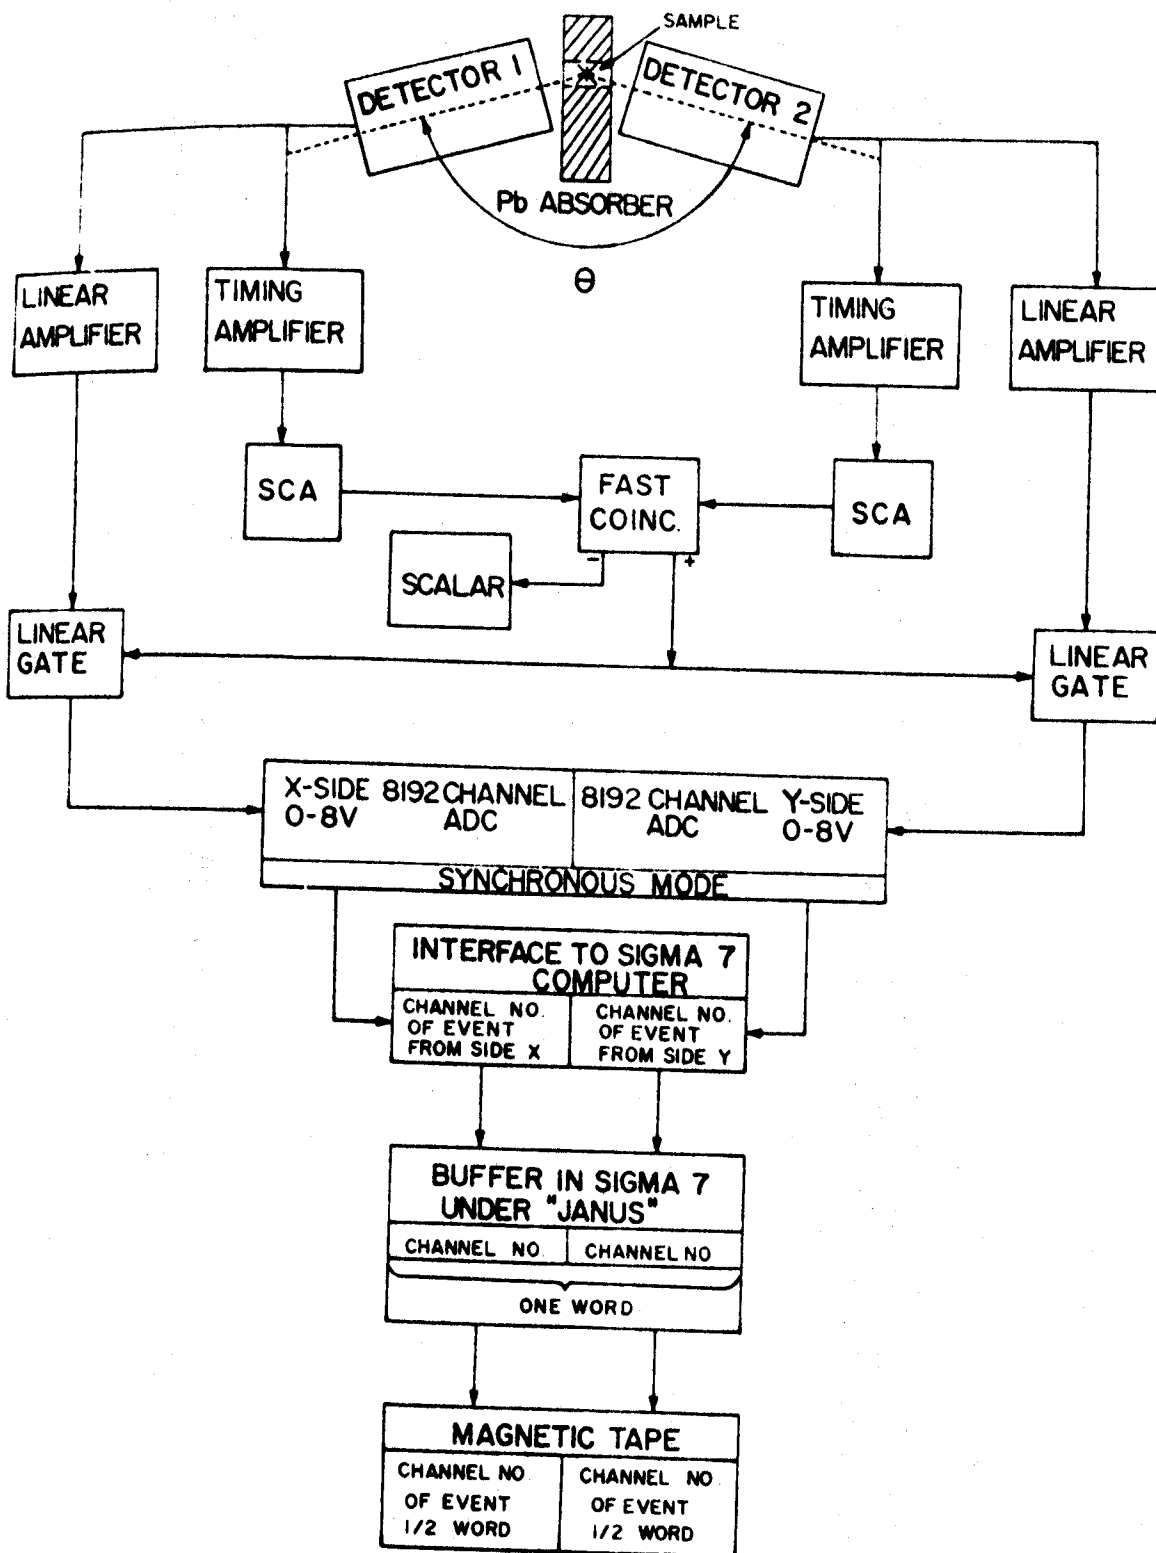 SAMPLE
DETECTOR 1
DETECTOR 2
Pb ABSORBER
θ
LINEAR
AMPLIFIER
TIMING
AMPLIFIER
TIMING
AMPLIFIER
LINEAR
AMPLIFIER
SCA
FAST
COINC.
SCA
- +
SCALAR
LINEAR
GATE
LINEAR
GATE
X-SIDE 8192 CHANNEL
0-8V ADC
8192 CHANNEL Y-SIDE
ADC 0-8V
SYNCHRONOUS MODE
INTERFACE TO SIGMA 7
COMPUTER
CHANNEL NO.
OF EVENT
FROM SIDE X
CHANNEL NO.
OF EVENT
FROM SIDE Y
BUFFER IN SIGMA 7
UNDER "JANUS"
CHANNEL NO.
CHANNEL NO
ONE WORD
MAGNETIC TAPE
CHANNEL NO
OF EVENT
1/2 WORD
CHANNEL NO
OF EVENT
1/2 WORD